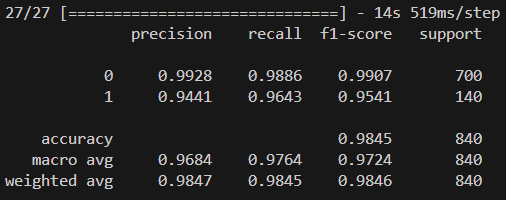 27/27 [==============================] - 14s 519ms/step
precision recall f1-score support
0 0.9928 0.9886 0.9907 700
1 0.9441 0.9643 0.9541 140
accuracy 0.9845 840
macro avg 0.9684 0.9764 0.9724 840
weighted avg 0.9847 0.9845 0.9846 840